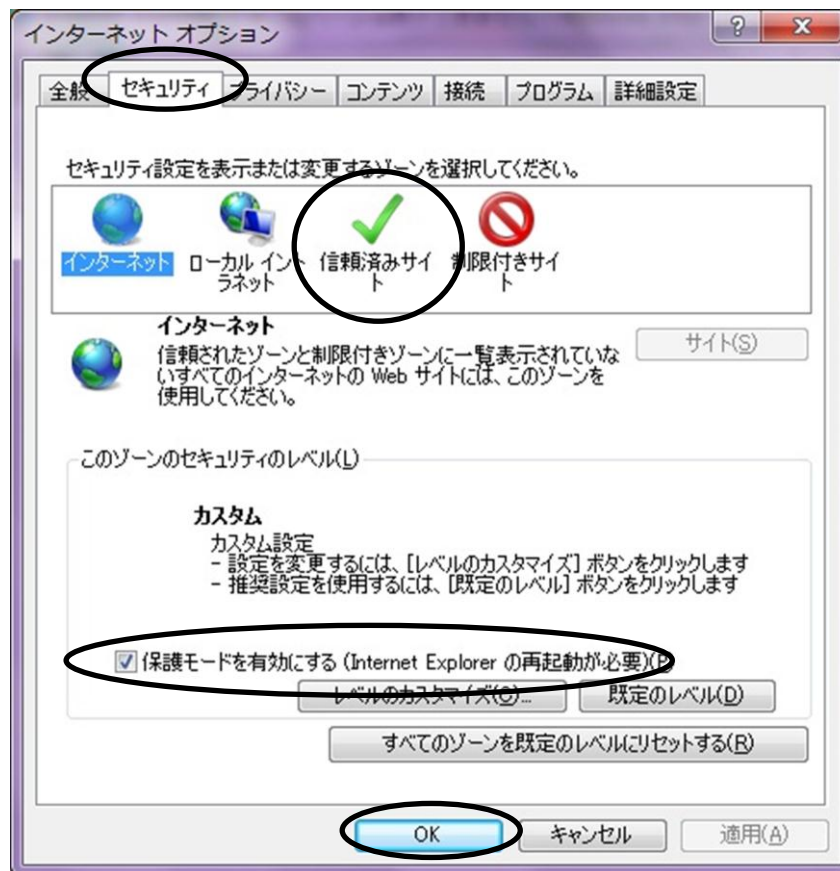 インターネット オプション
全般 セキュリティ プライバシー コンテンツ 接続 プログラム 詳細設定
セキュリティ設定を表示または変更するゾーンを選択してください。
インターネット
ローカル イント
ラネット
信頼済みサイ
ト
制限付きサイ
ト
インターネット
信頼されたゾーンと制限付きゾーンに一覧表示されていな
いすべてのインターネットの Web サイトには、このゾーンを
使用してください。
サイト(S)
このゾーンのセキュリティのレベル(L)
カスタム
カスタム設定
- 設定を変更するには、[レベルのカスタマイズ] ボタンをクリックします
- 推奨設定を使用するには、[既定のレベル] ボタンをクリックします
保護モードを有効にする (Internet Explorer の再起動が必要)(P)
レベルのカスタマイズ(C)... 既定のレベル(D)
すべてのゾーンを既定のレベルにリセットする(R)
OK キャンセル 適用(A)